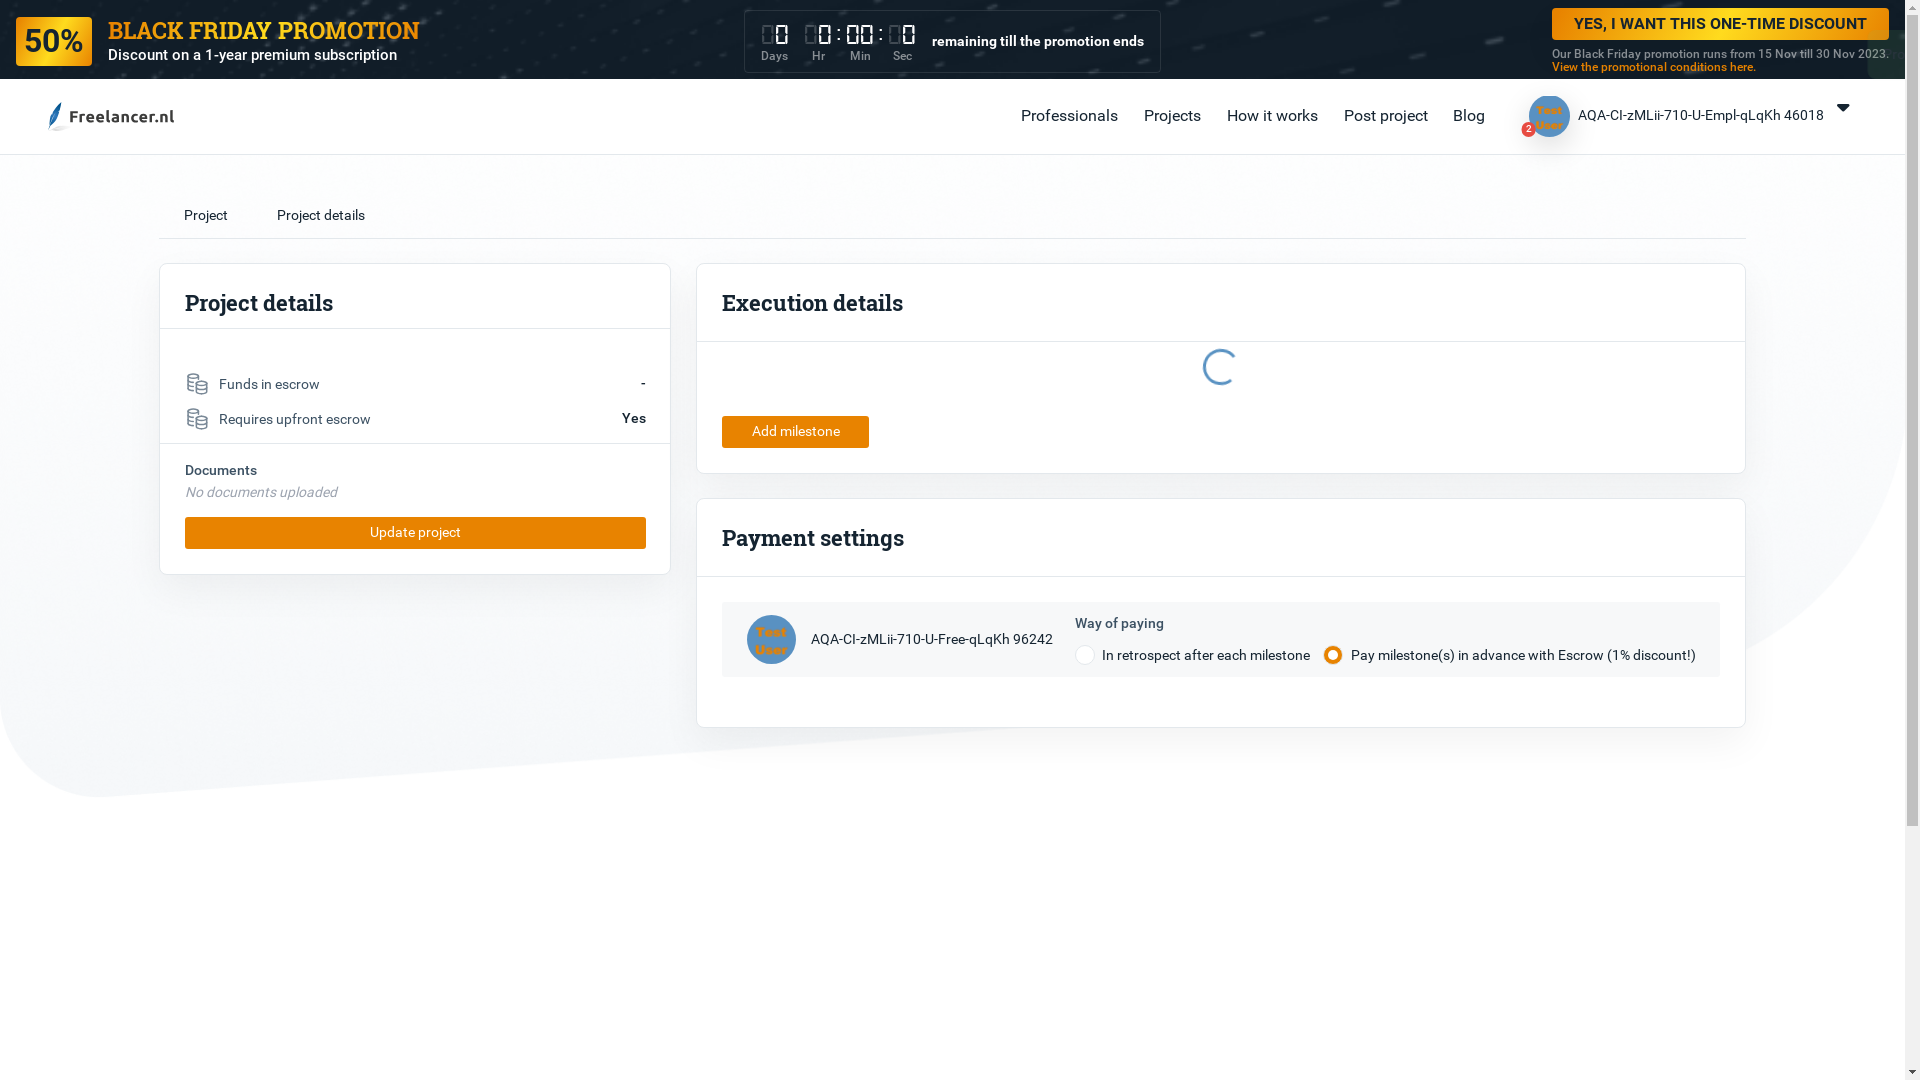 50%
BLACK FRIDAY PROMOTION
Discount on a 1-year premium subscription
0 0:00:0
Days Hr Min Sec
remaining till the promotion ends
YES, I WANT THIS ONE-TIME DISCOUNT
Our Black Friday promotion runs from 15 Nov till 30 Nov 2023.
View the promotional conditions here.
Freelancer.nl
Professionals Projects How it works Post project Blog
Test
User
2
AQA-CI-zMLii-710-U-Empl-qLqKh 46018
Project Project details
Project details
Funds in escrow -
Requires upfront escrow Yes
Documents
No documents uploaded
Update project
Execution details
Add milestone
Payment settings
Test
User
AQA-CI-zMLii-710-U-Free-qLqKh 96242
Way of paying
In retrospect after each milestone
Pay milestone(s) in advance with Escrow (1% discount!)